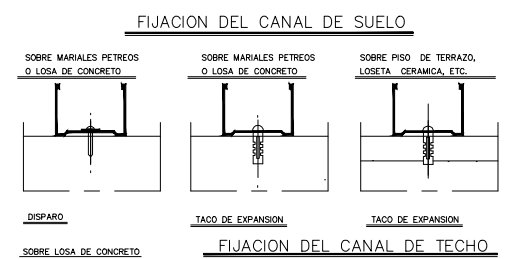 FIJACION DEL CANAL DE SUELO
SOBRE MARIALES PETREOS
O LOSA DE CONCRETO
SOBRE MARIALES PETREOS
O LOSA DE CONCRETO
SOBRE PISO DE TERRAZO,
LOSETA CERAMICA, ETC.
DISPARO
TACO DE EXPANSION
TACO DE EXPANSION
SOBRE LOSA DE CONCRETO
FIJACION DEL CANAL DE TECHO